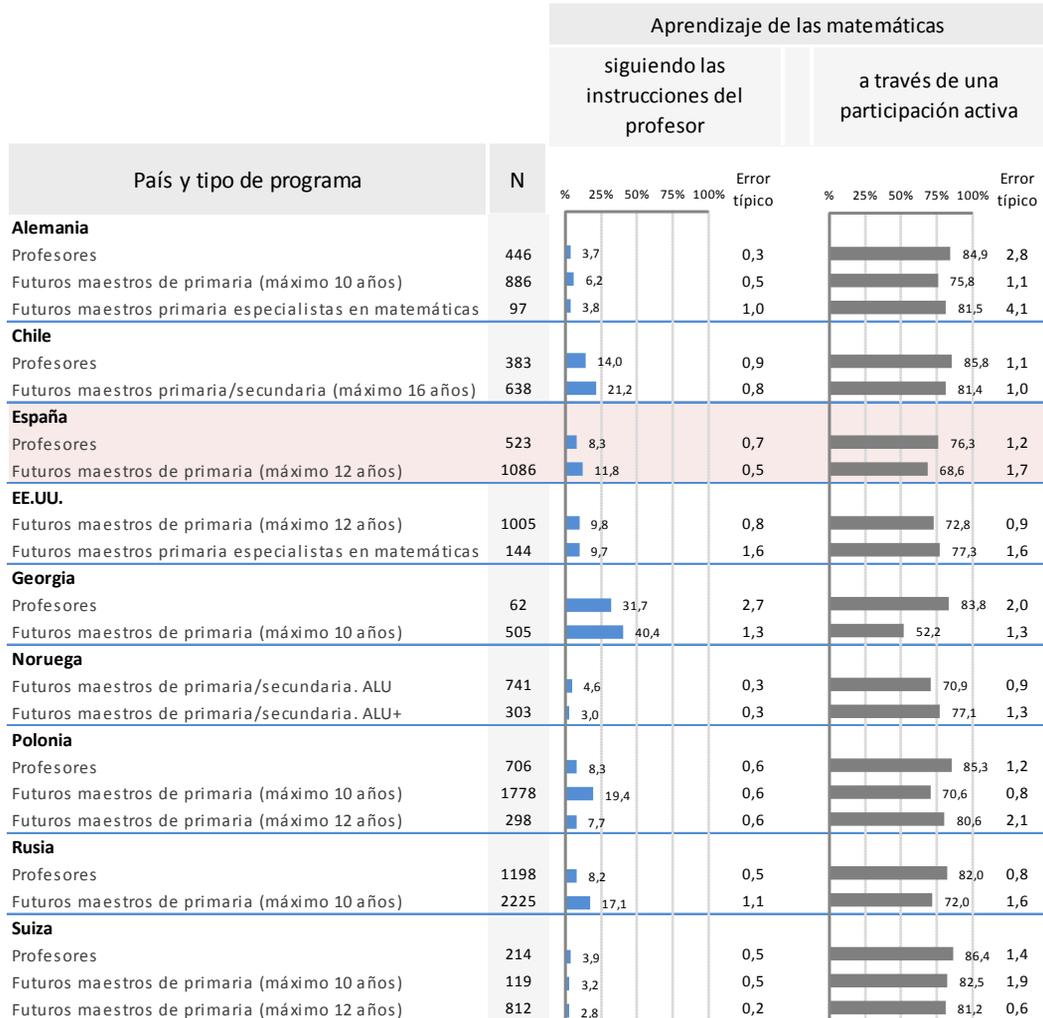 Aprendizaje de las matemáticas
siguiendo las
instrucciones del
profesor
a través de una
participación activa
País y tipo de programa N % 25% 50% 75% 100% Error típico % 25% 50% 75% 100% Error típico
Alemania
Profesores 446 3,7 0,3 84,9 2,8
Futuros maestros de primaria (máximo 10 años) 886 6,2 0,5 75,8 1,1
Futuros maestros primaria especialistas en matemáticas 97 3,8 1,0 81,5 4,1
Chile
Profesores 383 14,0 0,9 85,8 1,1
Futuros maestros primaria/secundaria (máximo 16 años) 638 21,2 0,8 81,4 1,0
España
Profesores 523 8,3 0,7 76,3 1,2
Futuros maestros de primaria (máximo 12 años) 1086 11,8 0,5 68,6 1,7
EE.UU.
Futuros maestros de primaria (máximo 12 años) 1005 9,8 0,8 72,8 0,9
Futuros maestros primaria especialistas en matemáticas 144 9,7 1,6 77,3 1,6
Georgia
Profesores 62 31,7 2,7 83,8 2,0
Futuros maestros de primaria (máximo 10 años) 505 40,4 1,3 52,2 1,3
Noruega
Futuros maestros de primaria/secundaria. ALU 741 4,6 0,3 70,9 0,9
Futuros maestros de primaria/secundaria. ALU+ 303 3,0 0,3 77,1 1,3
Polonia
Profesores 706 8,3 0,6 85,3 1,2
Futuros maestros de primaria (máximo 10 años) 1778 19,4 0,6 70,6 0,8
Futuros maestros de primaria (máximo 12 años) 298 7,7 0,6 80,6 2,1
Rusia
Profesores 1198 8,2 0,5 82,0 0,8
Futuros maestros de primaria (máximo 10 años) 2225 17,1 1,1 72,0 1,6
Suiza
Profesores 214 3,9 0,5 86,4 1,4
Futuros maestros de primaria (máximo 10 años) 119 3,2 0,5 82,5 1,9
Futuros maestros de primaria (máximo 12 años) 812 2,8 0,2 81,2 0,6